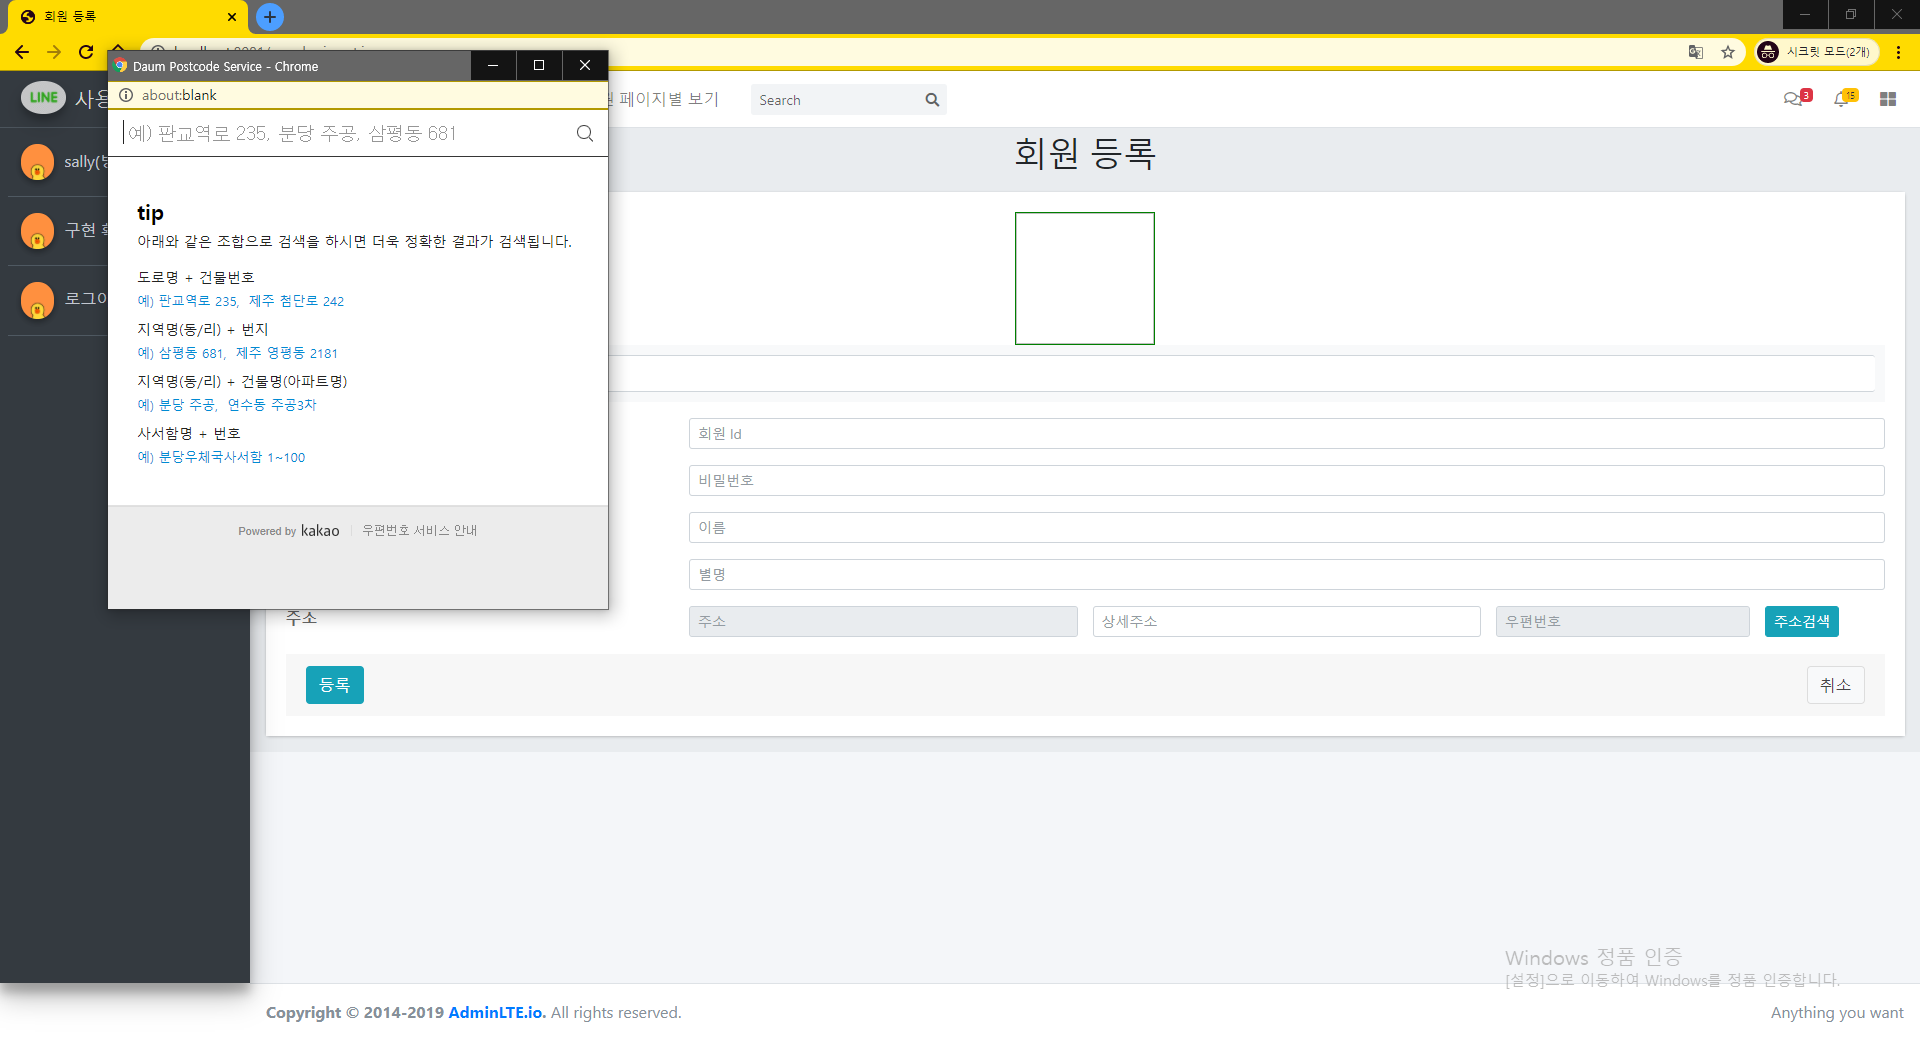 회원 등록
시크릿 모드(2개)
Daum Postcode Service - Chrome
about:blank
예) 판교역로 235, 분당 주공, 삼평동 681
tip
아래와 같은 조합으로 검색을 하시면 더욱 정확한 결과가 검색됩니다.
도로명 + 건물번호
예) 판교역로 235, 제주 첨단로 242
지역명(동/리) + 번지
예) 삼평동 681, 제주 영평동 2181
지역명(동/리) + 건물명(아파트명)
예) 분당 주공, 연수동 주공3차
사서함명 + 번호
예) 분당우체국사서함 1~100
Powered by kakao
우편번호 서비스 안내
LINE
sally(
구현
페이지별 보기
Search
3
15
회원 등록
회원 Id
비밀번호
이름
별명
주소
주소
상세주소
우편번호
주소검색
등록
취소
Windows 정품 인증
[설정]으로 이동하여 Windows를 정품 인증합니다.
Copyright © 2014-2019 AdminLTE.io. All rights reserved.
Anything you want